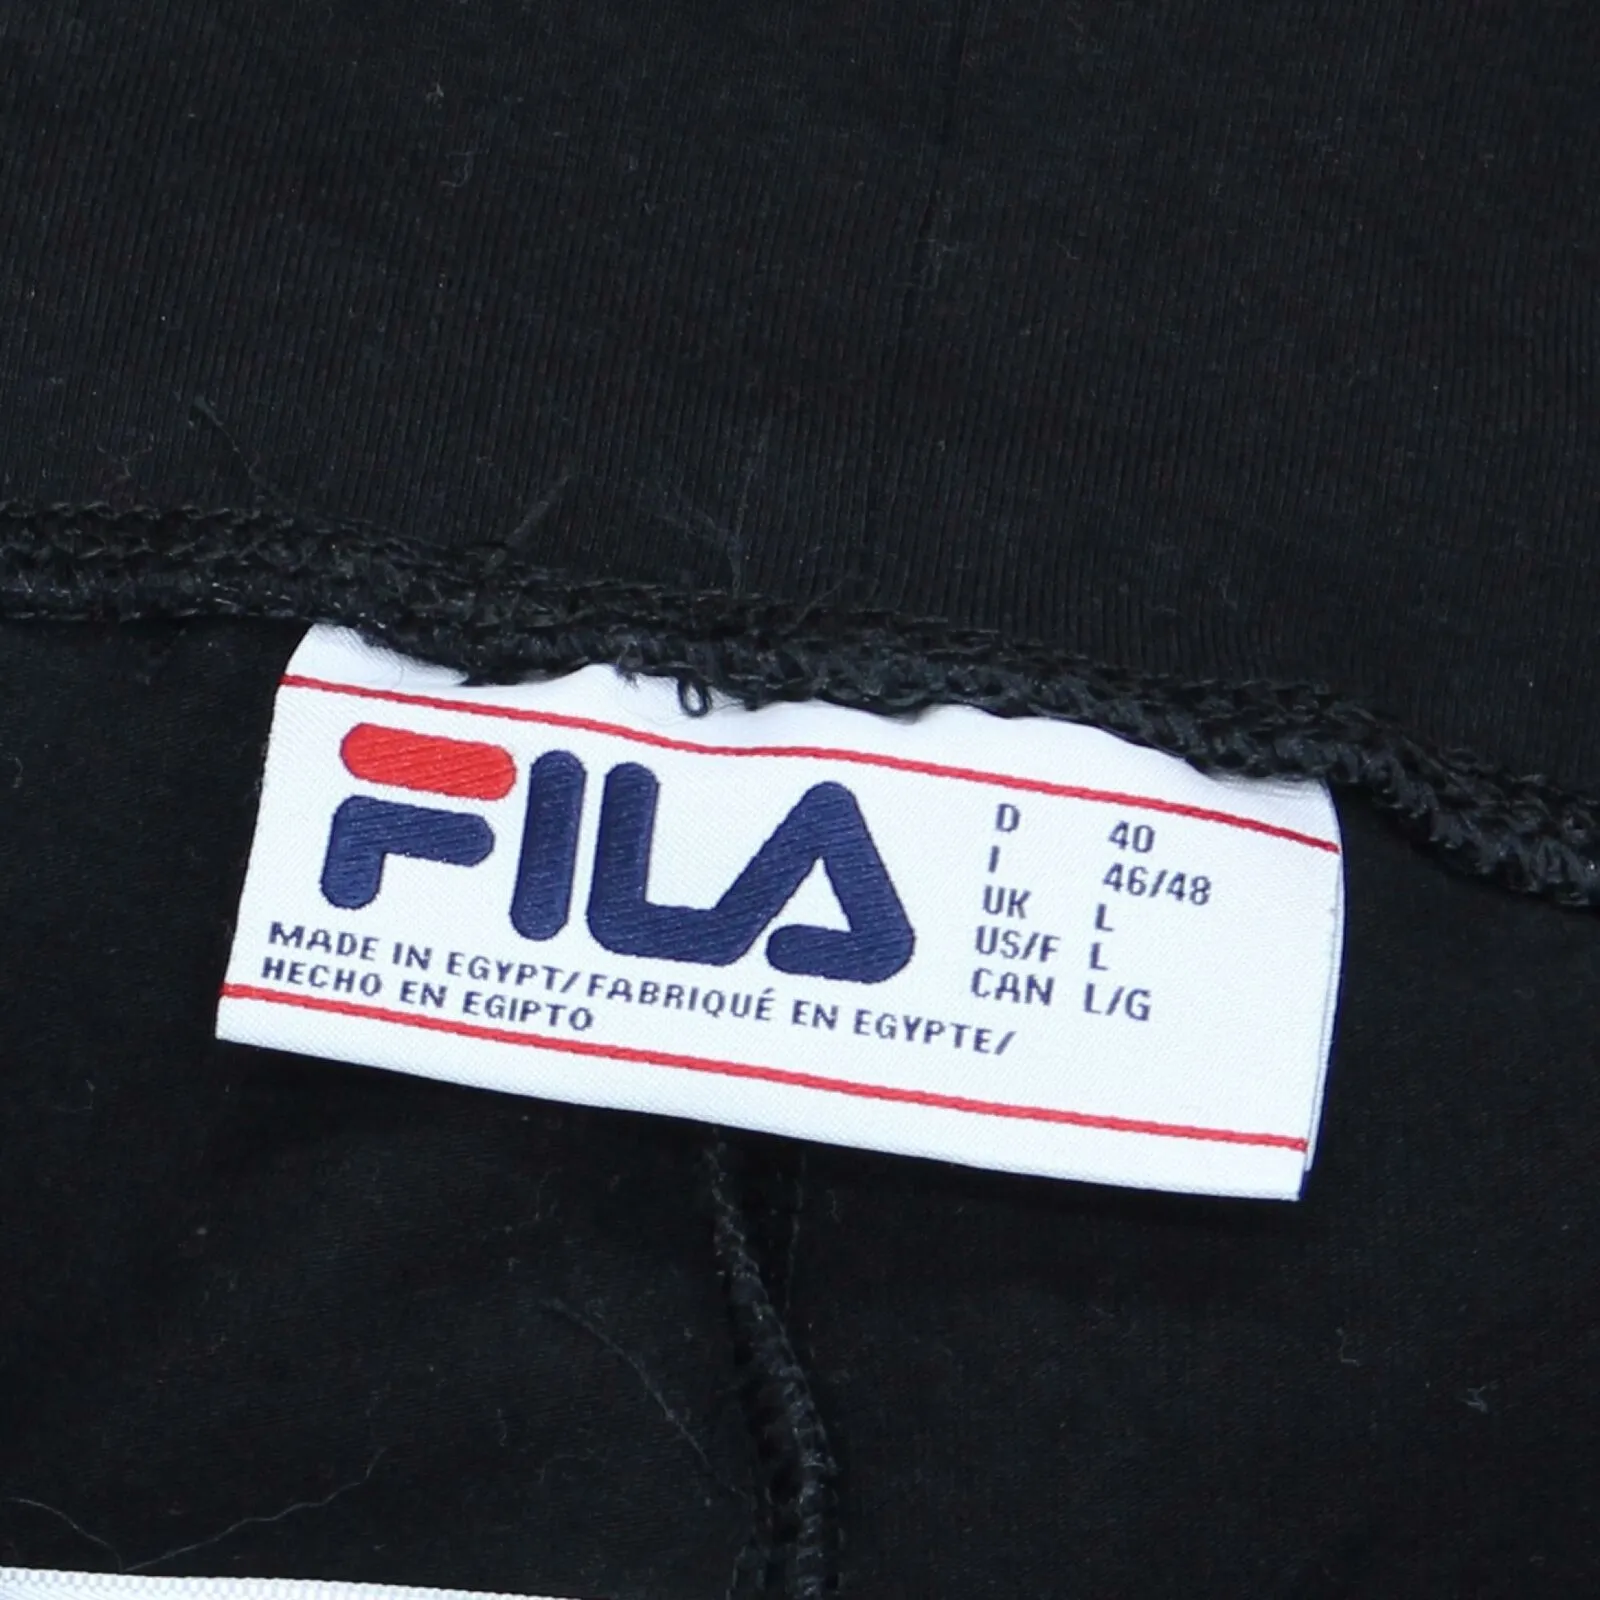 FILA
D 40
I 46/48
UK L
US/F L
CAN L/G
MADE IN EGYPT/FABRIQUÉ EN EGYPTE/
HECHO EN EGIPTO